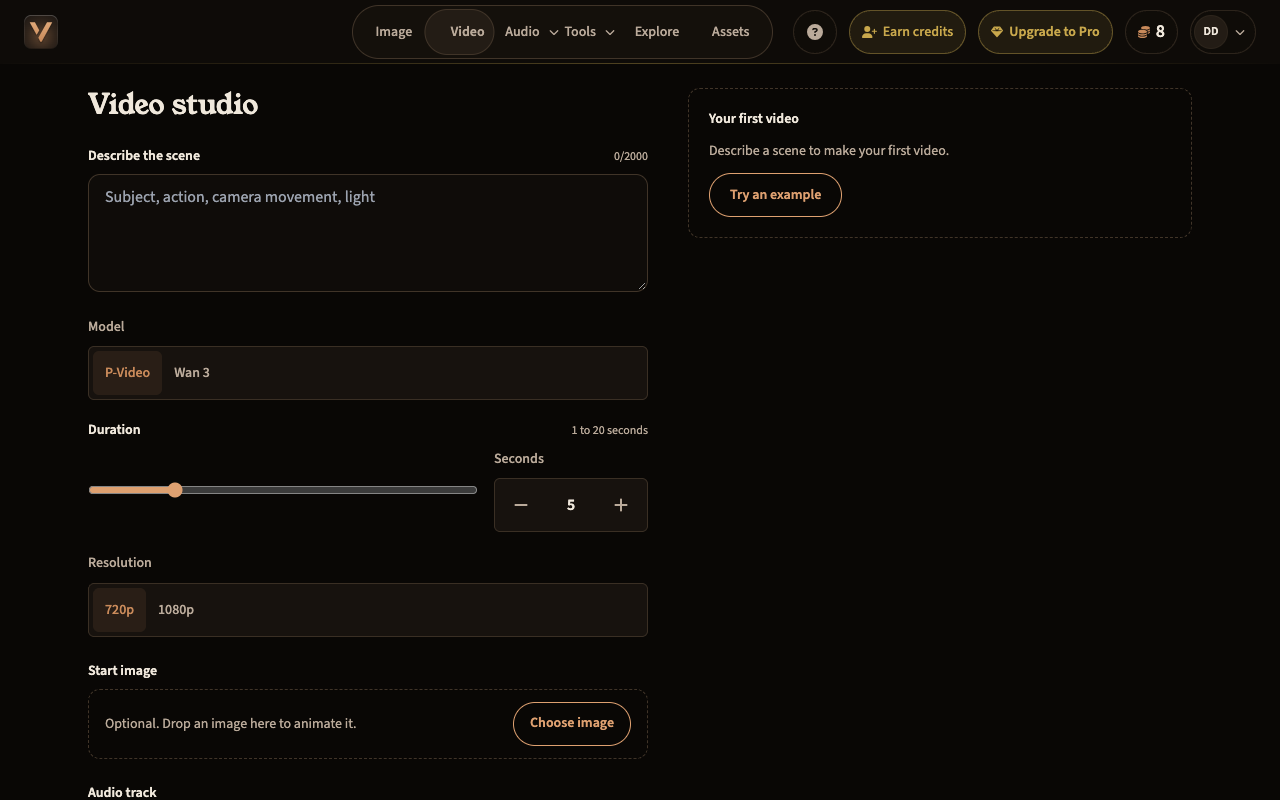 Image
Video
Audio
Tools
Explore
Assets
?
Earn credits
Upgrade to Pro
8
DD
Video studio
Describe the scene
0/2000
Subject, action, camera movement, light
Model
P-Video
Wan 3
Duration
1 to 20 seconds
Seconds
5
Resolution
720p
1080p
Start image
Optional. Drop an image here to animate it.
Choose image
Audio track
Your first video
Describe a scene to make your first video.
Try an example